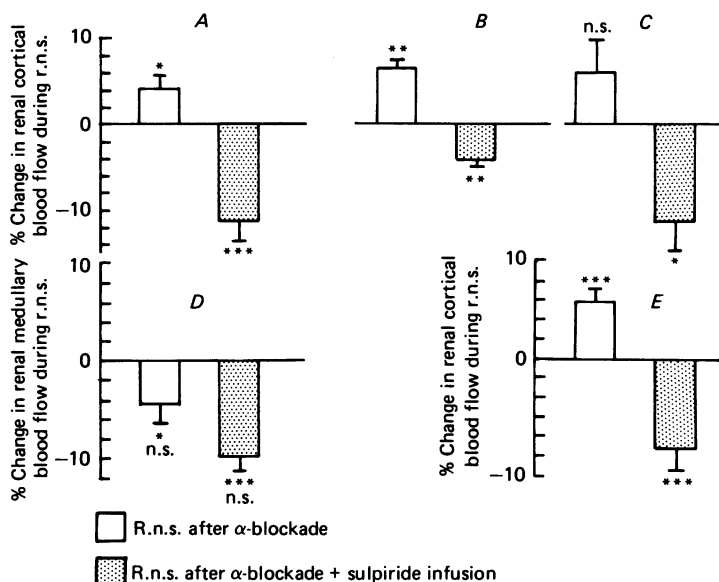 A
B
C
% Change in renal cortical
blood flow during r.n.s.
10
0
−10
*
***
**
**
n.s.
*
D
% Change in renal medullary
blood flow during r.n.s.
10
0
−10
*
n.s.
***
n.s.
E
% Change in renal cortical
blood flow during r.n.s.
10
0
−10
***
***
R.n.s. after α-blockade
R.n.s. after α-blockade + sulpiride infusion